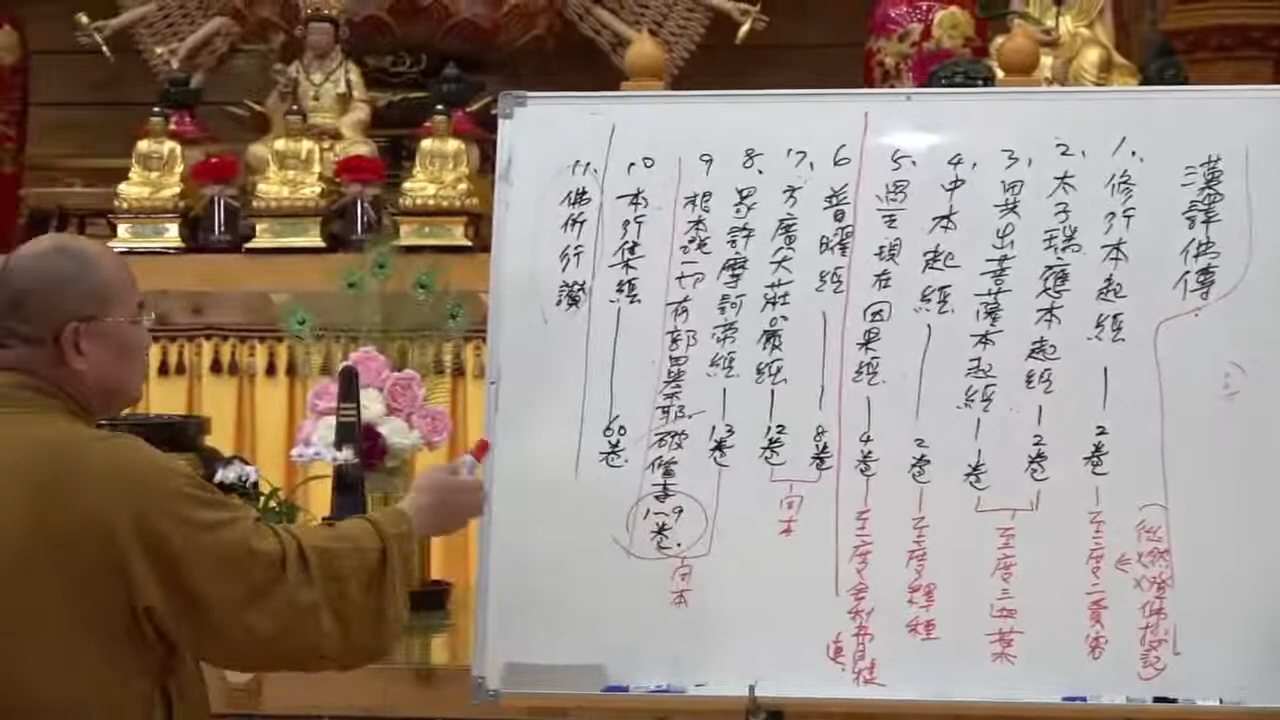 漢譯佛傳
1. 修行本起經 — 2卷 — 至度二賈客
(從然燈佛授記)
2. 太子瑞應本起經 — 2卷
3. 異出菩薩本起經 — 1卷
至度三迦葉
4. 中本起經 — 2卷 — 至度釋種
5. 過去現在因果經 — 4卷 — 至度舍利弗目犍連
6 普曜經 — 8卷
7. 方廣大莊嚴經 — 12卷
同本
8. 眾許摩訶帝經 — 13卷
9 根本說一切有部毘奈耶破僧事 1~9卷.
同本
10 本行集經 — 60卷
11. 佛所行讚